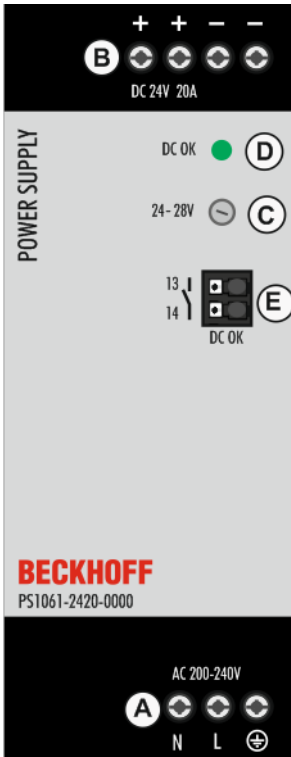 + + − −
B
DC 24V 20A
POWER SUPPLY
DC OK
D
24-28V
C
13
14
E
DC OK
BECKHOFF
PS1061-2420-0000
AC 200-240V
A
N L